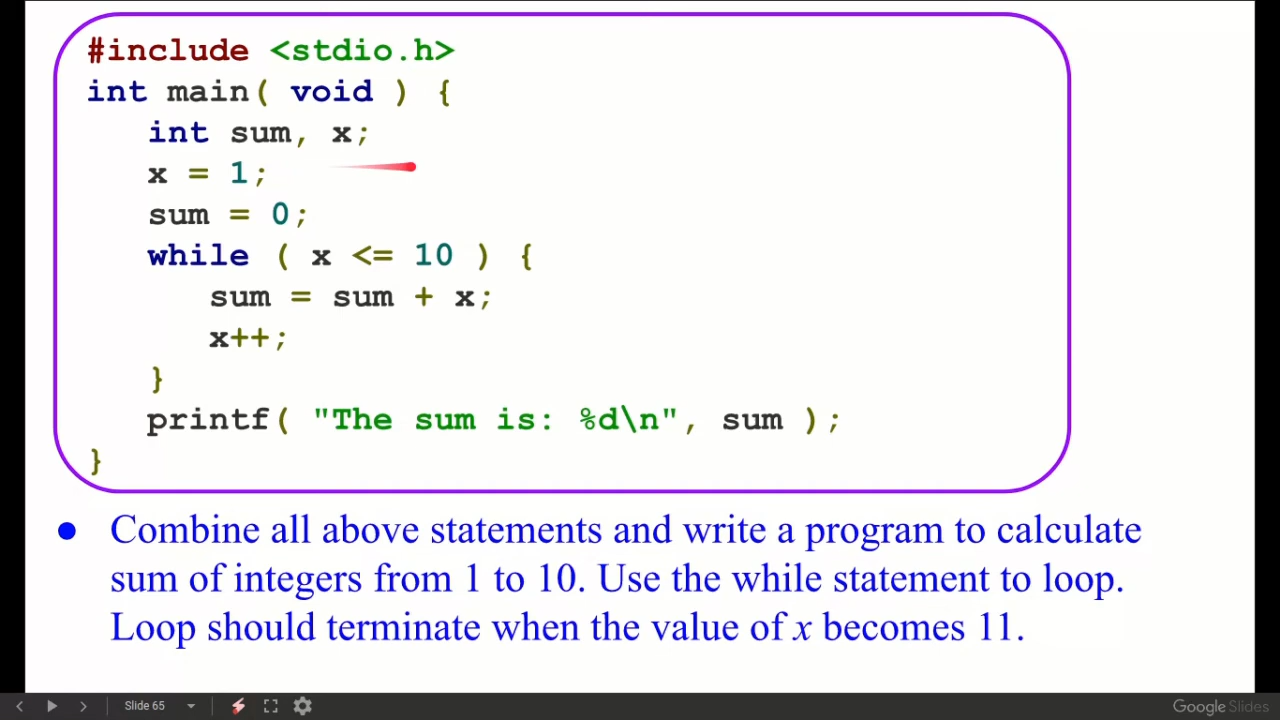 #include <stdio.h>
int main( void ) {
   int sum, x;
   x = 1;
   sum = 0;
   while ( x <= 10 ) {
      sum = sum + x;
      x++;
   }
   printf( "The sum is: %d\n", sum );
}
● Combine all above statements and write a program to calculate
sum of integers from 1 to 10. Use the while statement to loop.
Loop should terminate when the value of x becomes 11.
Slide 65
Google Slides